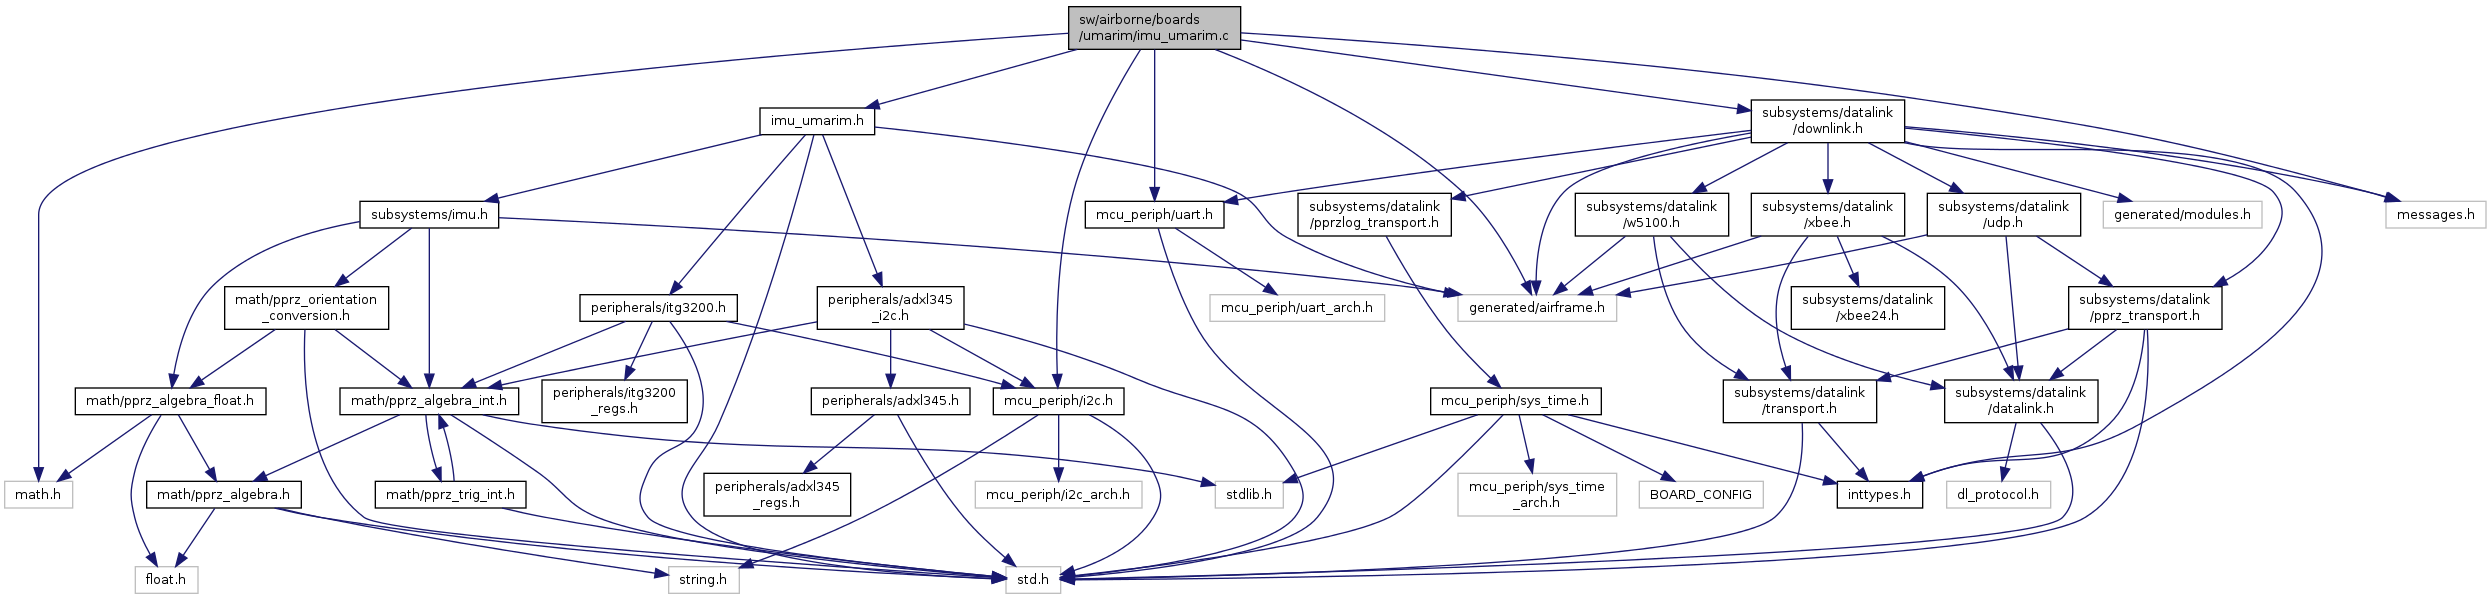 sw/airborne/boards
/umarim/imu_umarim.c
imu_umarim.h
subsystems/datalink
/downlink.h
subsystems/imu.h
mcu_periph/uart.h
subsystems/datalink
/pprzlog_transport.h
subsystems/datalink
/w5100.h
subsystems/datalink
/xbee.h
subsystems/datalink
/udp.h
generated/modules.h
messages.h
math/pprz_orientation
_conversion.h
peripherals/itg3200.h
peripherals/adxl345
_i2c.h
mcu_periph/uart_arch.h
generated/airframe.h
subsystems/datalink
/xbee24.h
subsystems/datalink
/pprz_transport.h
math/pprz_algebra_float.h
math/pprz_algebra_int.h
peripherals/itg3200
_regs.h
peripherals/adxl345.h
mcu_periph/i2c.h
mcu_periph/sys_time.h
subsystems/datalink
/transport.h
subsystems/datalink
/datalink.h
math.h
math/pprz_algebra.h
math/pprz_trig_int.h
peripherals/adxl345
_regs.h
mcu_periph/i2c_arch.h
stdlib.h
mcu_periph/sys_time
_arch.h
BOARD_CONFIG
inttypes.h
dl_protocol.h
float.h
string.h
std.h